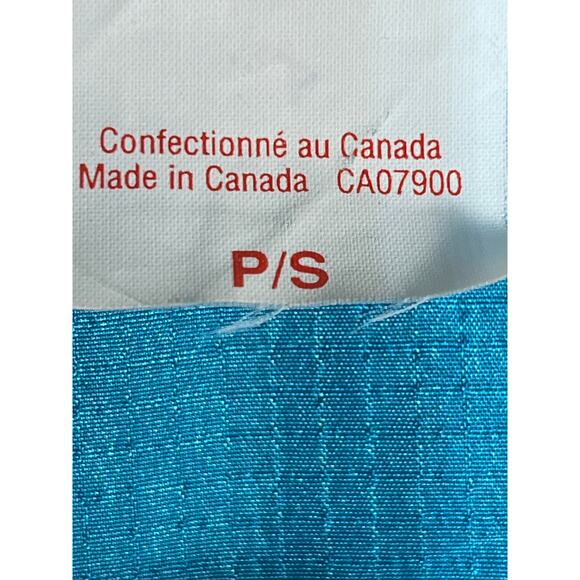 Confectionné au Canada
Made in Canada CA07900
P/S